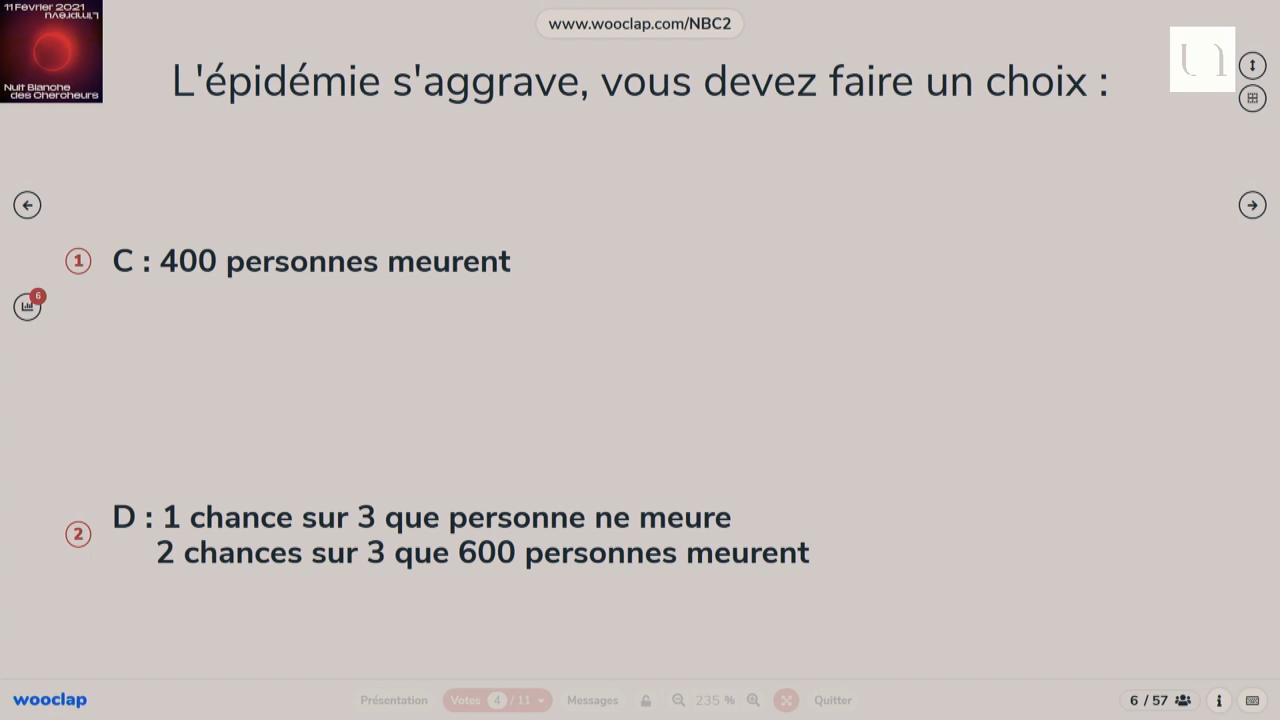 11 Février 2021
L'imprévu
Nuit Blanche
des Chercheurs
www.wooclap.com/NBC2
L'épidémie s'aggrave, vous devez faire un choix :
1 C : 400 personnes meurent
6
2 D : 1 chance sur 3 que personne ne meure
2 chances sur 3 que 600 personnes meurent
wooclap
Présentation
Votes 4 / 11
Messages
235 %
Quitter
6 / 57
i